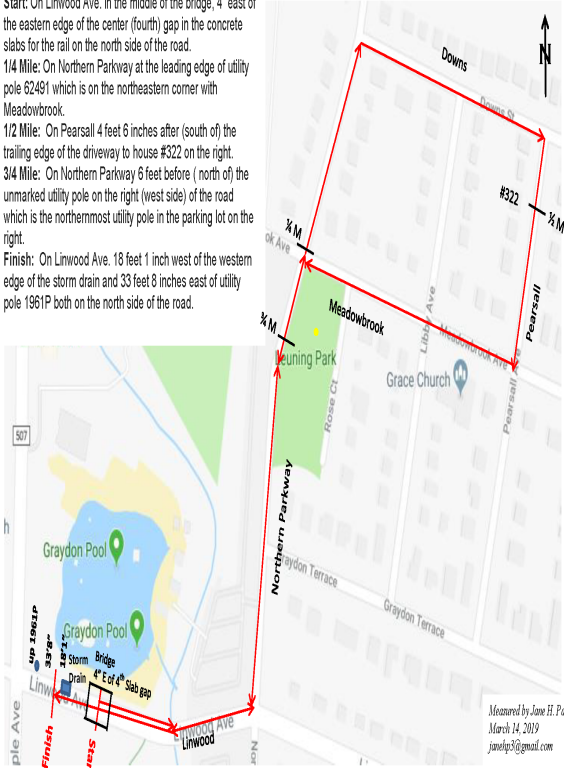 Start: On Linwood Ave. in the middle of the bridge, 4" east of
the eastern edge of the center (fourth) gap in the concrete
slabs for the rail on the north side of the road.
1/4 Mile: On Northern Parkway at the leading edge of utility
pole 62491 which is on the northeastern corner with
Meadowbrook.
1/2 Mile: On Pearsall 4 feet 6 inches after (south of) the
trailing edge of the driveway to house #322 on the right.
3/4 Mile: On Northern Parkway 6 feet before ( north of) the
unmarked utility pole on the right (west side) of the road
which is the northernmost utility pole in the parking lot on the
right.
Finish: On Linwood Ave. 18 feet 1 inch west of the western
edge of the storm drain and 33 feet 8 inches east of utility
pole 1961P both on the north side of the road.
N
Downs
Downs St
#322
½ M
¼ M
ok Ave
Pearsall
Meadowbrook
Libby Ave
Meadowbrook Ave
¾ M
Leuning Park
Grace Church
Rose Ct
Pearsall Ave
507
h
Northern Parkway
Graydon Pool
Graydon Terrace
Graydon Terrace
Graydon Pool
up 1961P
33'8"
18'1"
Storm
Drain
Bridge
4" E of 4th Slab gap
Linwood Ave
Linwood Ave
Linwood
Finish
Star
ple Ave
Nor
Meanured by Jane H. Pa
March 14, 2019
janehp3@gmail.com